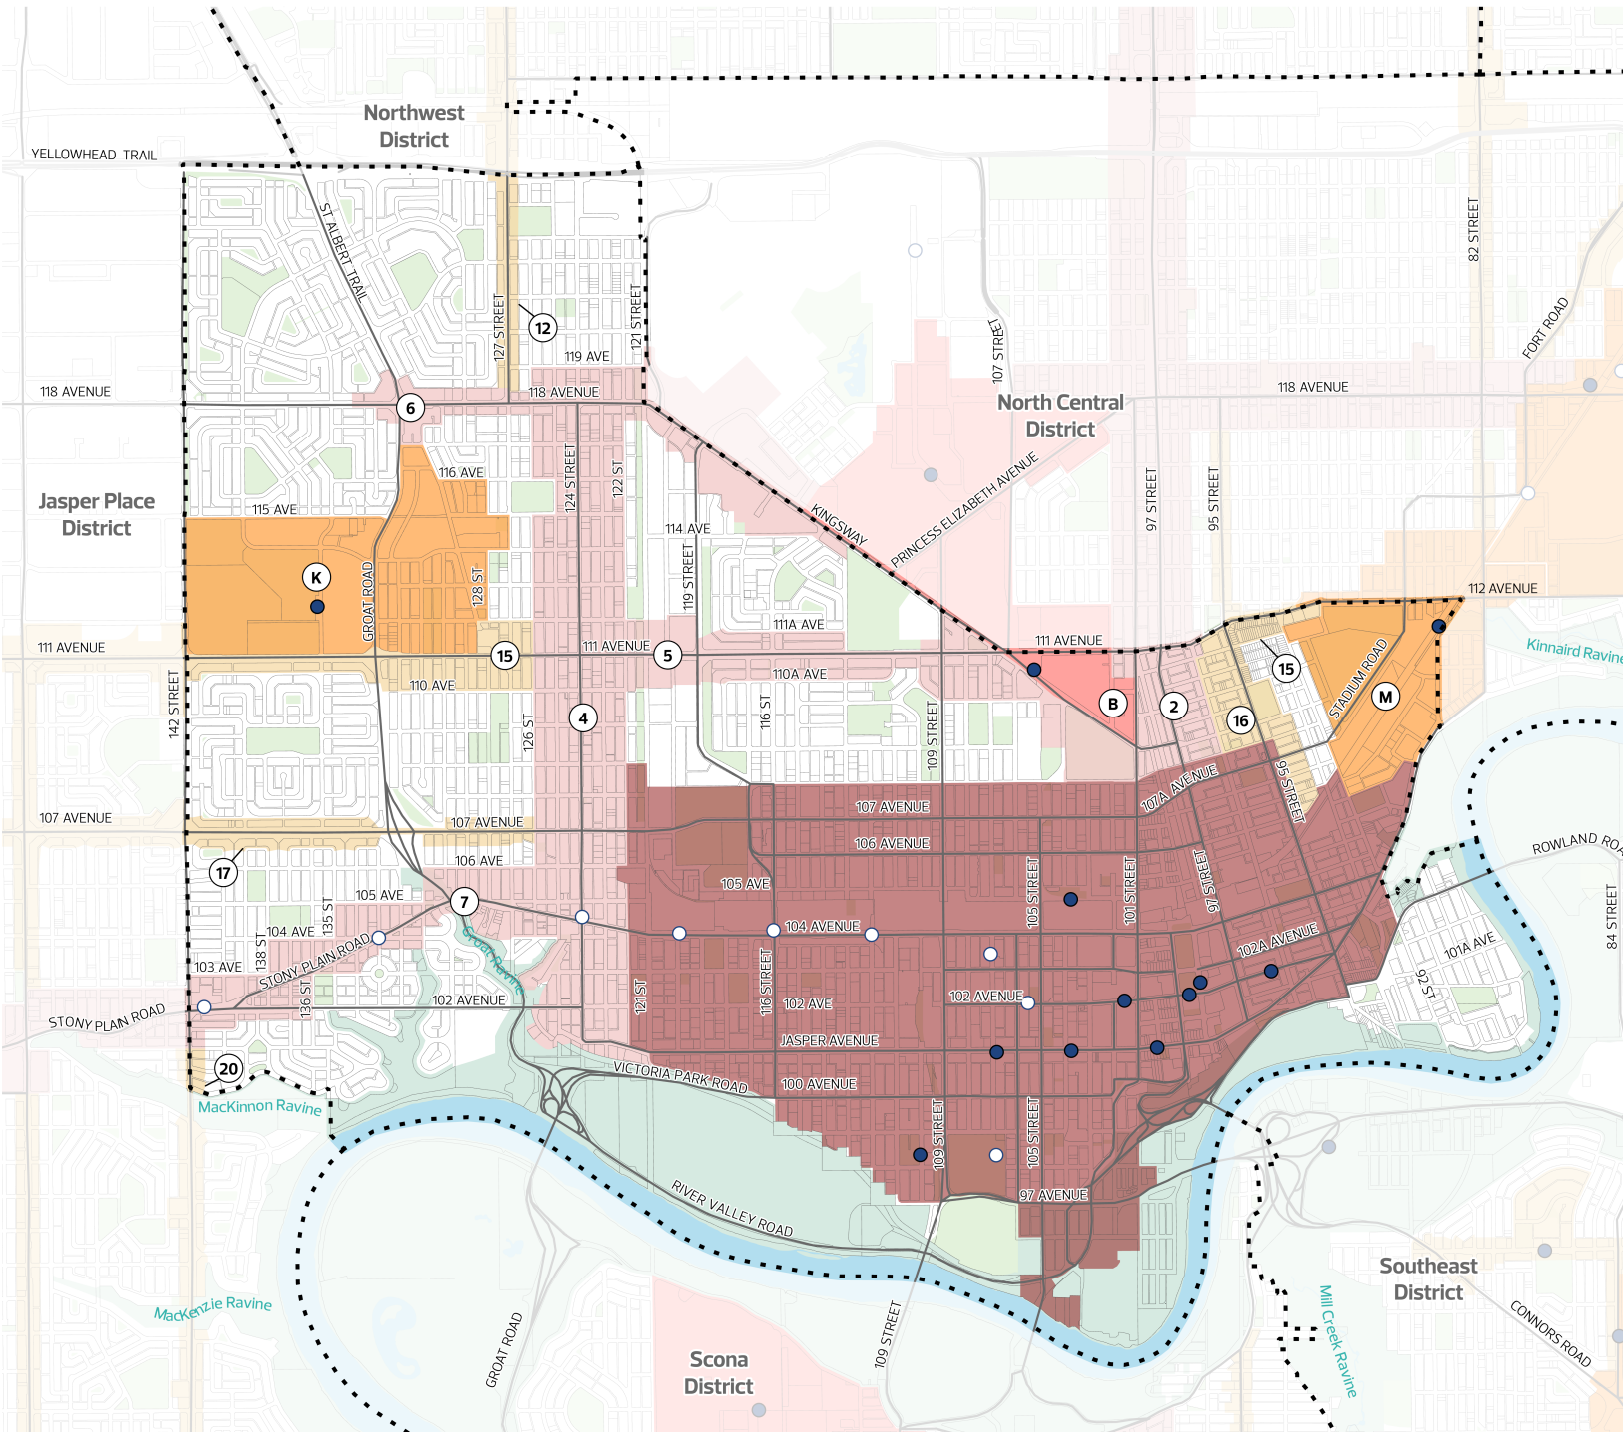 Northwest
District
YELLOWHEAD TRAIL
ST ALBERT TRAIL
127 STREET
12
121 STREET
119 AVE
107 STREET
82 STREET
FORT ROAD
118 AVENUE
118 AVENUE
118 AVENUE
6
North Central
District
Jasper Place
District
116 AVE
124 STREET
122 ST
115 AVE
114 AVE
KINGSWAY
PRINCESS ELIZABETH AVENUE
97 STREET
95 STREET
K
GROAT ROAD
128 ST
119 STREET
112 AVENUE
111A AVE
111 AVENUE
15
111 AVENUE
5
111 AVENUE
Kinnaird Ravine
110 AVE
110A AVE
15
STADIUM ROAD
M
142 STREET
126 ST
4
116 ST
109 STREET
B
2
16
107A AVENUE
95 STREET
107 AVENUE
107 AVENUE
107 AVENUE
106 AVENUE
106 AVE
17
105 AVE
105 AVE
7
105 STREET
101 STREET
97 STREET
ROWLAND ROAD
84 STREET
135 ST
104 AVE
138 ST
104 AVENUE
102A AVENUE
101A AVE
92 ST
103 AVE
STONY PLAIN ROAD
Groat Ravine
136 ST
102 AVENUE
121 ST
116 STREET
102 AVE
102 AVENUE
STONY PLAIN ROAD
JASPER AVENUE
20
VICTORIA PARK ROAD
100 AVENUE
MacKinnon Ravine
109 STREET
105 STREET
RIVER VALLEY ROAD
97 AVENUE
MacKenzie Ravine
Southeast
District
GROAT ROAD
109 STREET
Mill Creek Ravine
CONNORS ROAD
Scona
District